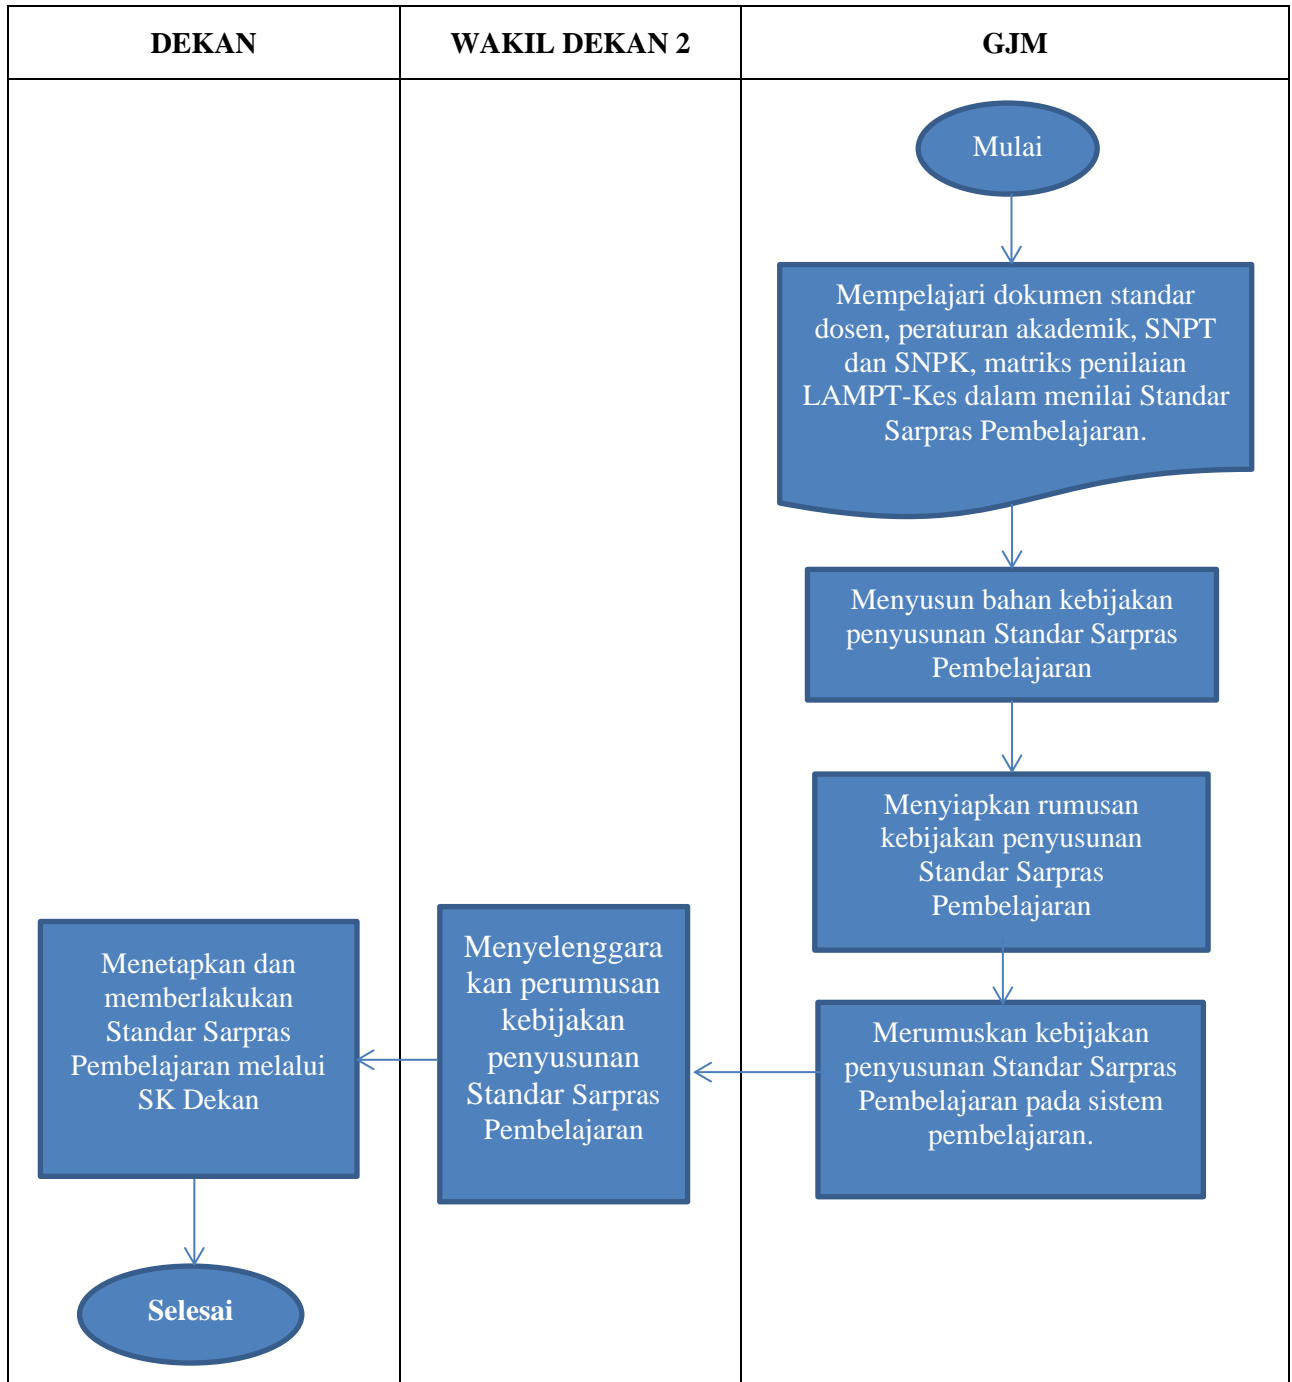 DEKAN
WAKIL DEKAN 2
GJM
Mulai
Mempelajari dokumen standar
dosen, peraturan akademik, SNPT
dan SNPK, matriks penilaian
LAMPT-Kes dalam menilai Standar
Sarpras Pembelajaran.
Menyusun bahan kebijakan
penyusunan Standar Sarpras
Pembelajaran
Menyiapkan rumusan
kebijakan penyusunan
Standar Sarpras
Pembelajaran
Merumuskan kebijakan
penyusunan Standar Sarpras
Pembelajaran pada sistem
pembelajaran.
Menyelenggara
kan perumusan
kebijakan
penyusunan
Standar Sarpras
Pembelajaran
Menetapkan dan
memberlakukan
Standar Sarpras
Pembelajaran melalui
SK Dekan
Selesai